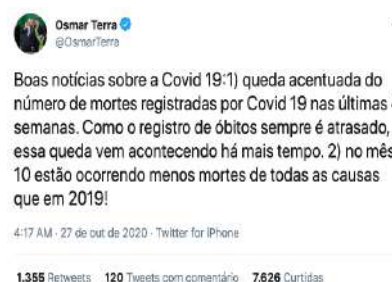 Osmar Terra
@OsmarTerra
Boas notícias sobre a Covid 19:1) queda acentuada do
número de mortes registradas por Covid 19 nas últimas
semanas. Como o registro de óbitos sempre é atrasado,
essa queda vem acontecendo há mais tempo. 2) no mês
10 estão ocorrendo menos mortes de todas as causas
que em 2019!
4:17 AM · 27 de out de 2020 · Twitter for iPhone
1.355 Retweets 120 Tweets com comentário 7.626 Curtidas